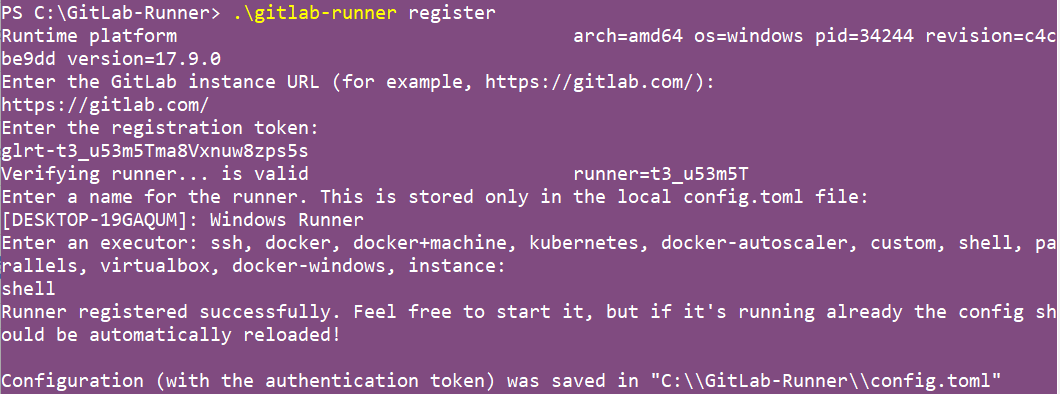 PS C:\GitLab-Runner> .\gitlab-runner register
Runtime platform                                    arch=amd64 os=windows pid=34244 revision=c4c
be9dd version=17.9.0
Enter the GitLab instance URL (for example, https://gitlab.com/):
https://gitlab.com/
Enter the registration token:
glrt-t3_u53m5Tma8Vxnuw8zps5s
Verifying runner... is valid                        runner=t3_u53m5T
Enter a name for the runner. This is stored only in the local config.toml file:
[DESKTOP-19GAQUM]: Windows Runner
Enter an executor: ssh, docker, docker+machine, kubernetes, docker-autoscaler, custom, shell, pa
rallels, virtualbox, docker-windows, instance:
shell
Runner registered successfully. Feel free to start it, but if it's running already the config sh
ould be automatically reloaded!
Configuration (with the authentication token) was saved in "C:\\GitLab-Runner\\config.toml"